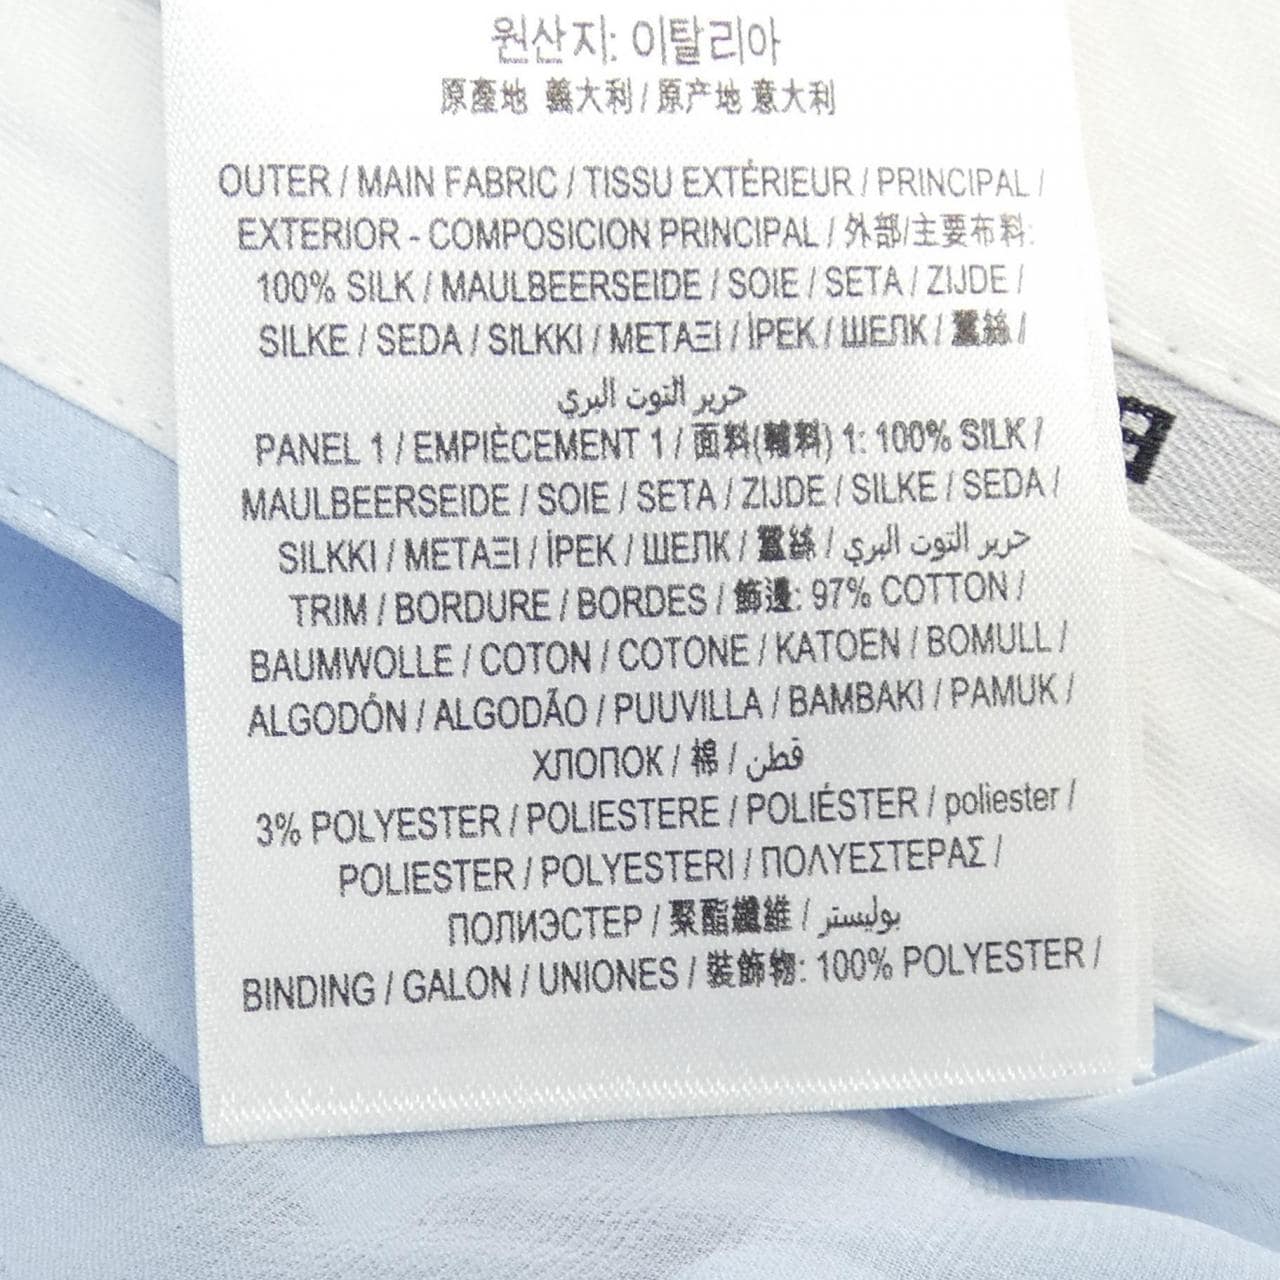 원산지: 이탈리아
原產地 義大利 / 原产地 意大利
OUTER / MAIN FABRIC / TISSU EXTÉRIEUR / PRINCIPAL /
EXTERIOR - COMPOSICION PRINCIPAL / 外部/主要布料:
100% SILK / MAULBEERSEIDE / SOIE / SETA / ZIJDE /
SILKE / SEDA / SILKKI / ΜΕΤΑΞΙ / İPEK / ШЕЛК / 蠶絲 /
حرير التوت البري
PANEL 1 / EMPIÈCEMENT 1 / 面料(輔料) 1: 100% SILK /
MAULBEERSEIDE / SOIE / SETA / ZIJDE / SILKE / SEDA /
SILKKI / ΜΕΤΑΞΙ / İPEK / ШЕЛК / 蠶絲 / حرير التوت البري
TRIM / BORDURE / BORDES / 飾邊: 97% COTTON /
BAUMWOLLE / COTON / COTONE / KATOEN / BOMULL /
ALGODÓN / ALGODÃO / PUUVILLA / BAMBAKI / PAMUK /
ХЛОПОК / 棉 / قطن
3% POLYESTER / POLIESTERE / POLIÉSTER / poliester /
POLIESTER / POLYESTERI / ΠΟΛΥΕΣΤΕΡΑΣ /
ПОЛИЭСТЕР / 聚酯纖維 / بوليستر
BINDING / GALON / UNIONES / 裝飾物: 100% POLYESTER /